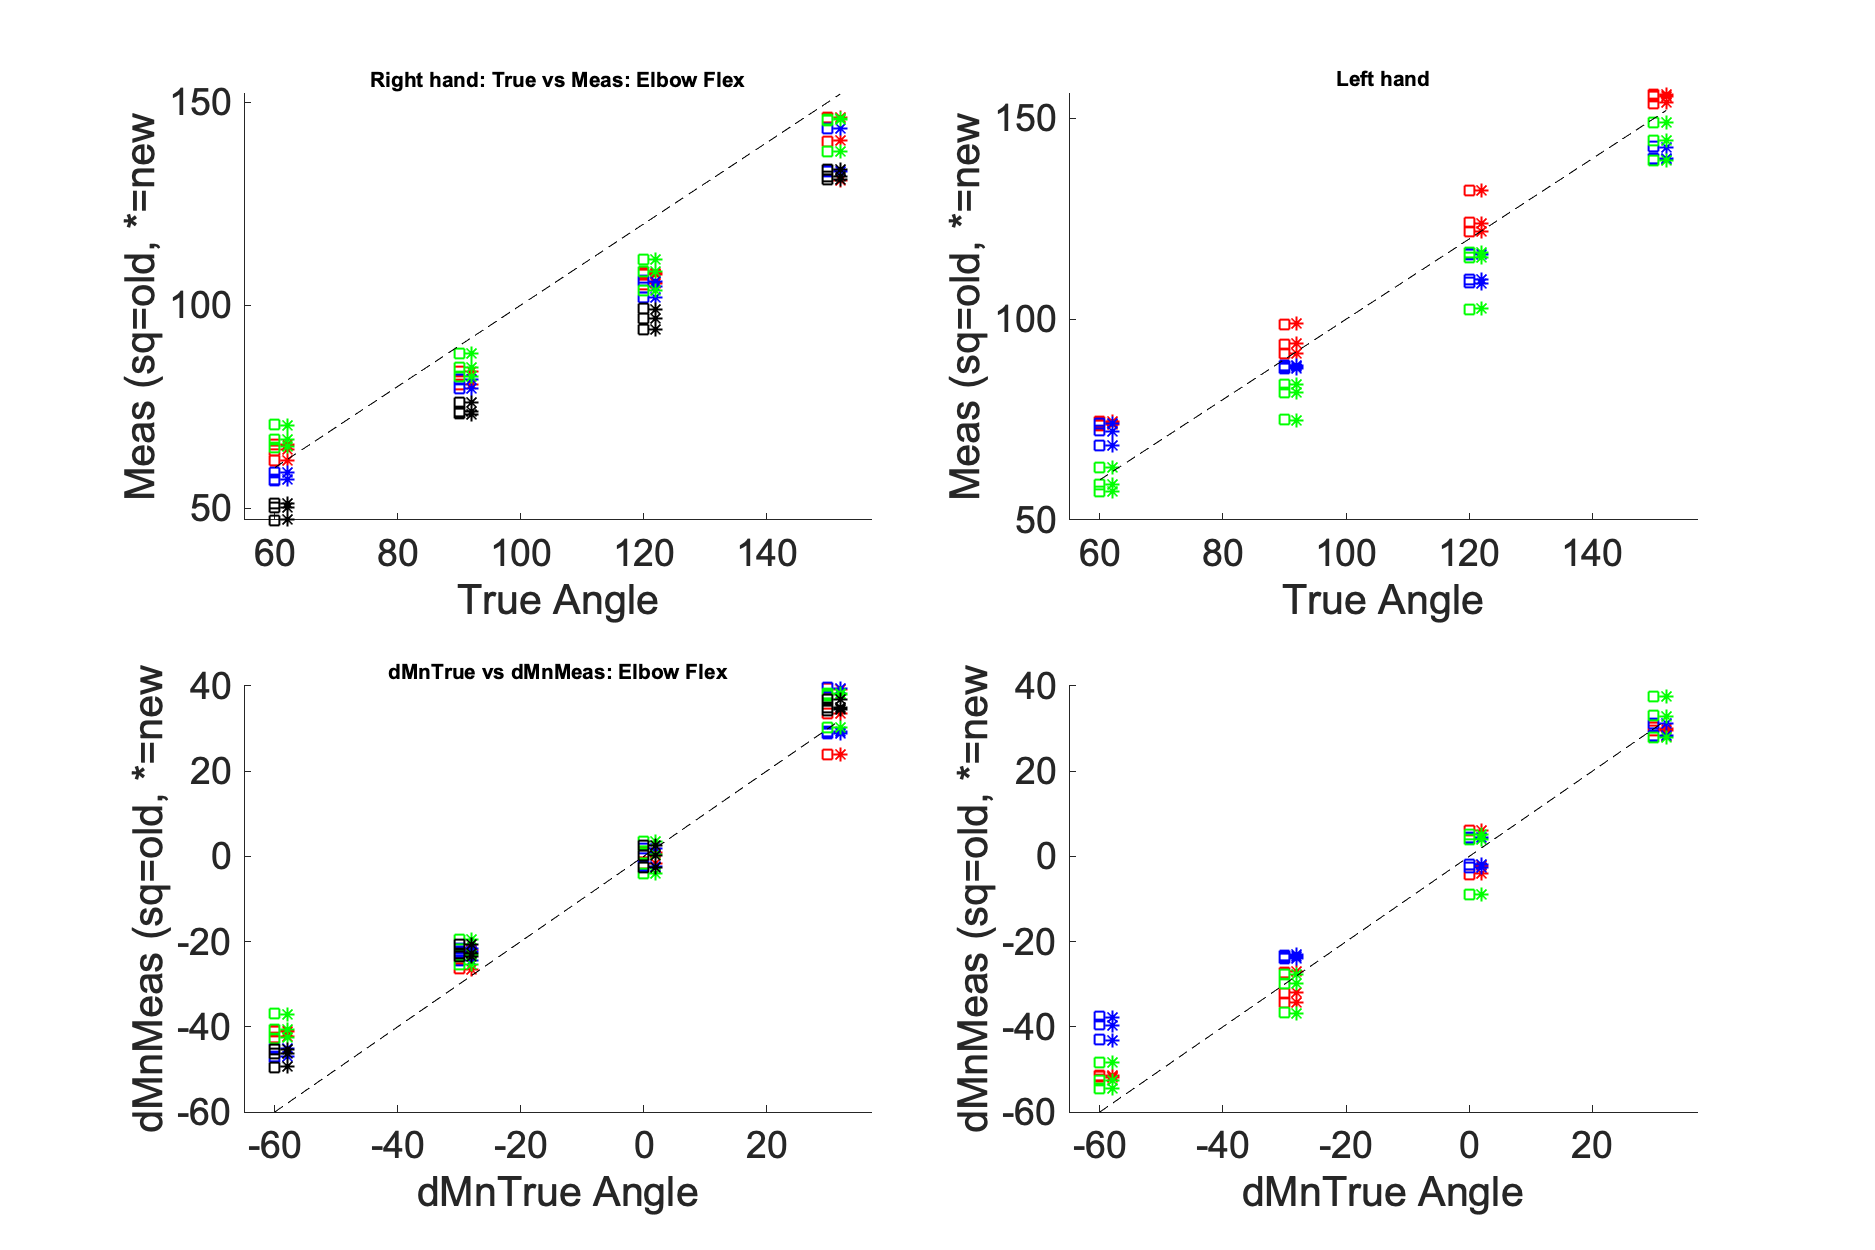 Right hand: True vs Meas: Elbow Flex
Meas (sq=old, *=new
150
100
50
60 80 100 120 140
True Angle
Left hand
Meas (sq=old, *=new
150
100
50
60 80 100 120 140
True Angle
dMnTrue vs dMnMeas: Elbow Flex
dMnMeas (sq=old, *=new
40
20
0
-20
-40
-60
-60 -40 -20 0 20
dMnTrue Angle
dMnMeas (sq=old, *=new
40
20
0
-20
-40
-60
-60 -40 -20 0 20
dMnTrue Angle